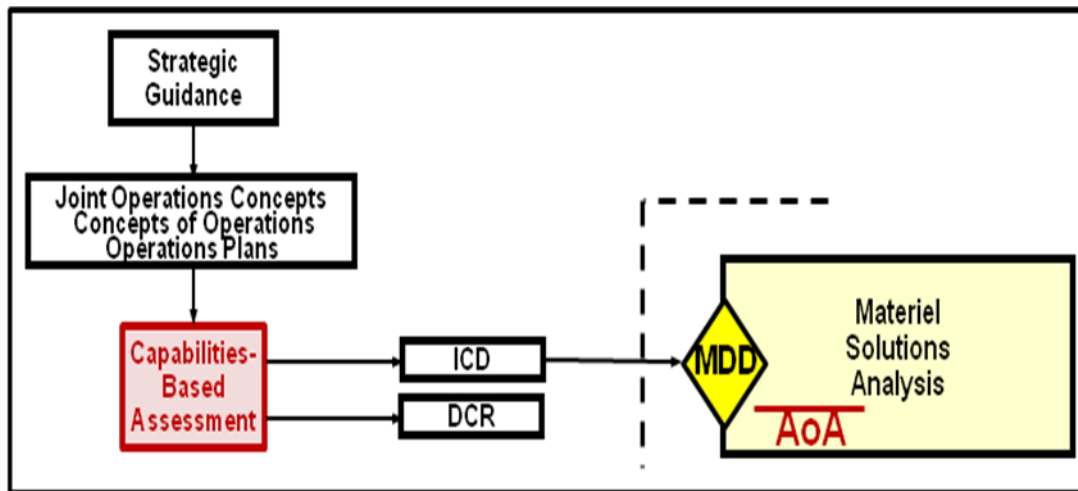 Strategic
Guidance
Joint Operations Concepts
Concepts of Operations
Operations Plans
Capabilities-
Based
Assessment
ICD
DCR
MDD
Materiel
Solutions
Analysis
AoA